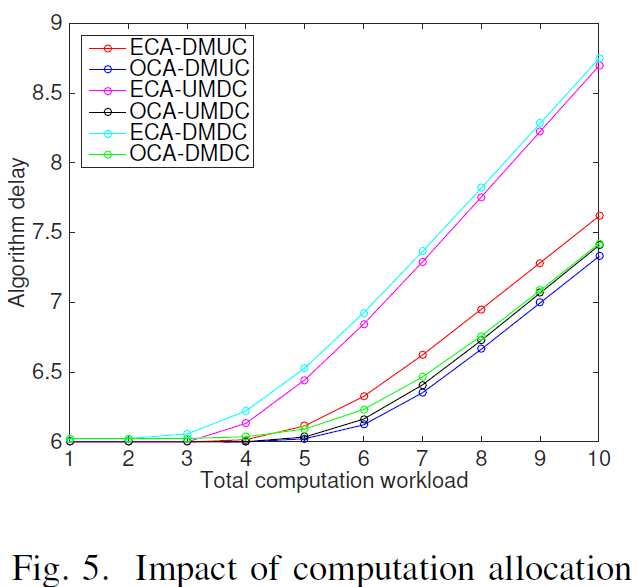 9
8.5
8
7.5
7
6.5
6
Algorithm delay
ECA-DMUC
OCA-DMUC
ECA-UMDC
OCA-UMDC
ECA-DMDC
OCA-DMDC
1 2 3 4 5 6 7 8 9 10
Total computation workload
Fig. 5. Impact of computation allocation